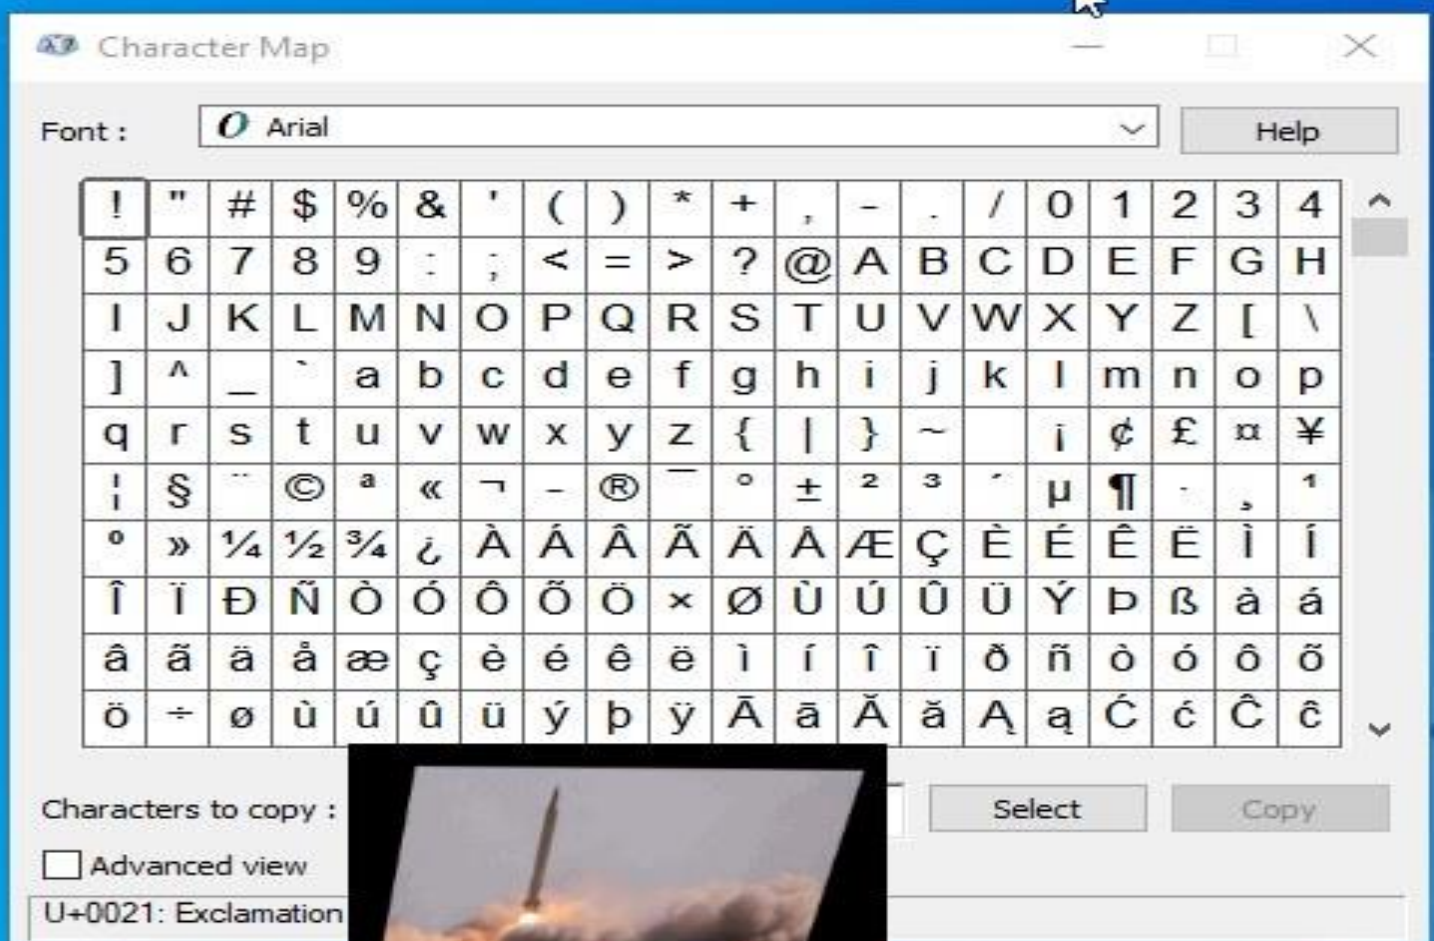 Character Map
Font : O Arial Help
! " # $ % & ' ( ) * + , - . / 0 1 2 3 4
5 6 7 8 9 : ; < = > ? @ A B C D E F G H
I J K L M N O P Q R S T U V W X Y Z [ \
] ^ _ ` a b c d e f g h i j k l m n o p
q r s t u v w x y z { | } ~   ¡ ¢ £ ¤ ¥
¦ § ¨ © ª « ¬ - ® ¯ ° ± ² ³ ´ µ ¶ · ¸ ¹
º » ¼ ½ ¾ ¿ À Á Â Ã Ä Å Æ Ç È É Ê Ë Ì Í
Î Ï Ð Ñ Ò Ó Ô Õ Ö × Ø Ù Ú Û Ü Ý Þ ß à á
â ã ä å æ ç è é ê ë ì í î ï ð ñ ò ó ô õ
ö ÷ ø ù ú û ü ý þ ÿ Ā ā Ă ă Ą ą Ć ć Ĉ ĉ
Characters to copy : Select Copy
Advanced view
U+0021: Exclamation